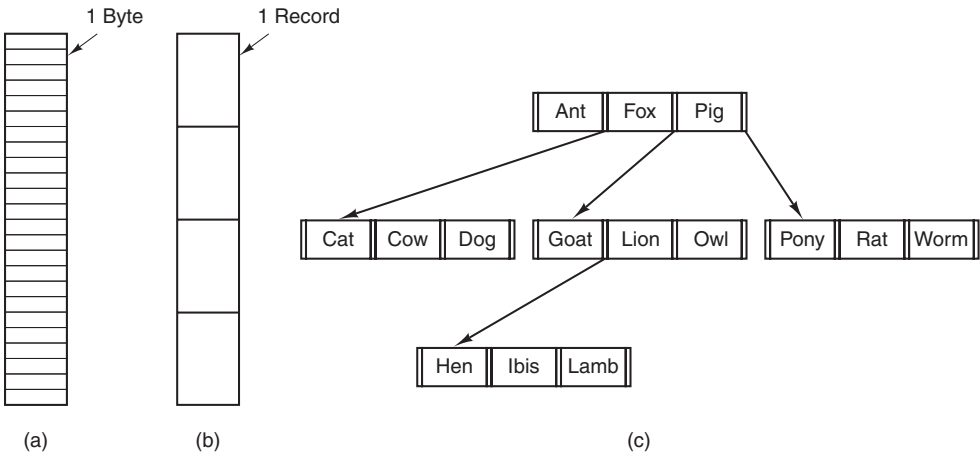 1 Byte
1 Record
Ant Fox Pig
Cat Cow Dog
Goat Lion Owl
Pony Rat Worm
Hen Ibis Lamb
(a)
(b)
(c)